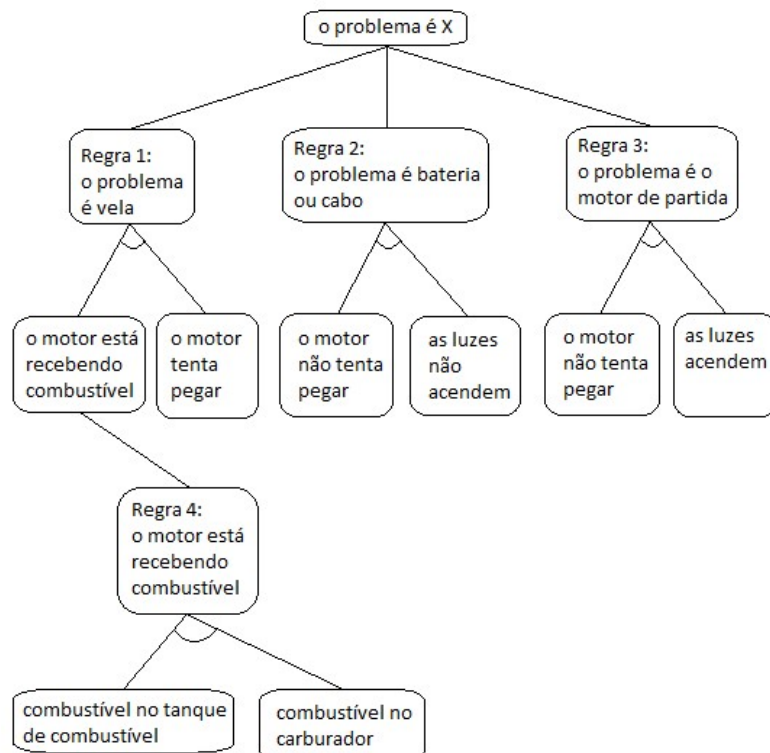 o problema é X
Regra 1:
o problema
é vela
Regra 2:
o problema é bateria
ou cabo
Regra 3:
o problema é o
motor de partida
o motor está
recebendo
combustível
o motor
tenta
pegar
o motor
não tenta
pegar
as luzes
não
acendem
o motor
não tenta
pegar
as luzes
acendem
Regra 4:
o motor está
recebendo
combustível
combustível no tanque
de combustível
combustível no
carburador